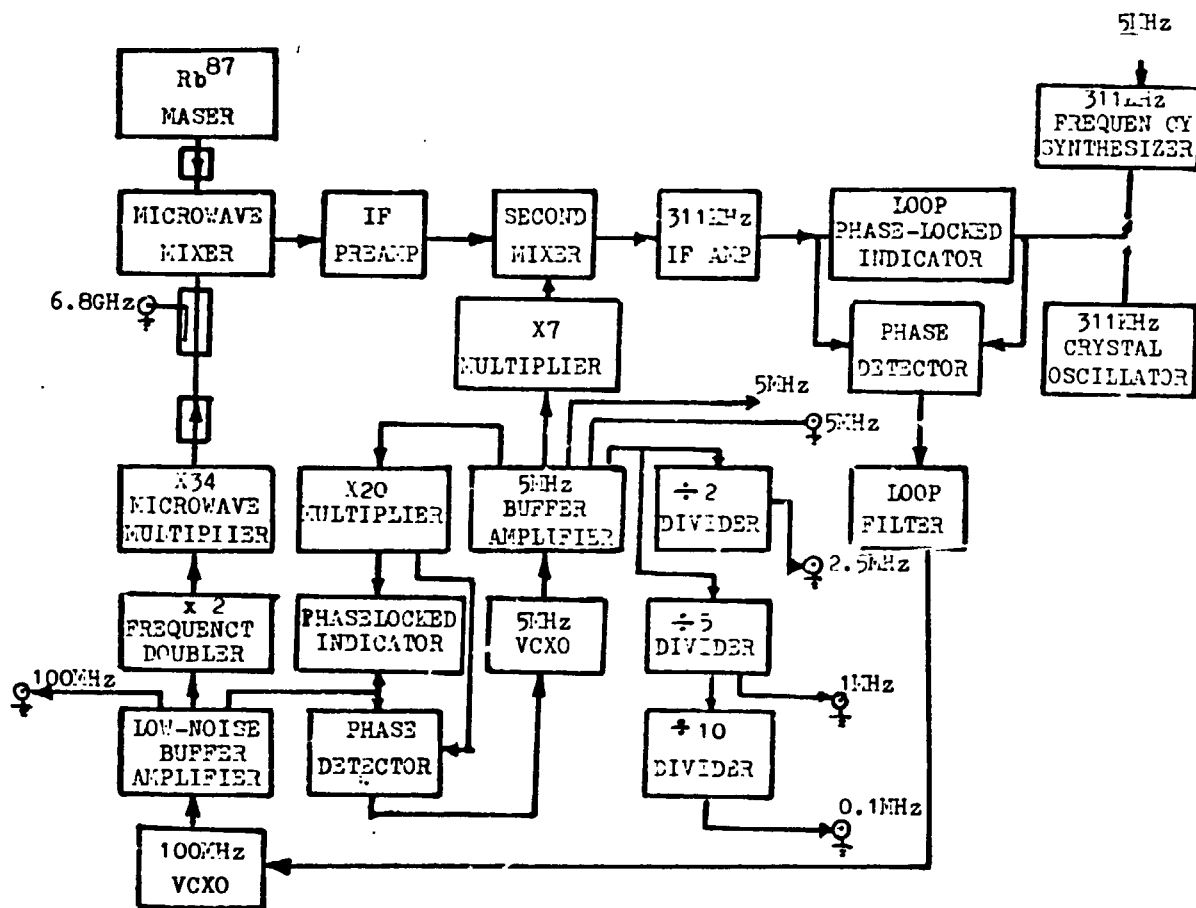 5MHz
Rb87
MASER
311KHz
FREQUENCY
SYNTHESIZER
MICROWAVE
MIXER
IF
PREAMP
SECOND
MIXER
311KHz
IF AMP
LOOP
PHASE-LOCKED
INDICATOR
6.8GHz
X7
MULTIPLIER
PHASE
DETECTOR
311KHz
CRYSTAL
OSCILLATOR
5MHz
5MHz
X34
MICROWAVE
MULTIPIIER
X20
MULTIPLIER
5MHz
BUFFER
AMPLIFIER
÷2
DIVIDER
LOOP
FILTER
2.5MHz
x 2
FREQUENCT
DOUBLER
PHASELOCKED
INDICATOR
5MHz
VCXO
÷5
DIVIDER
100MHz
1MHz
LOW-NOISE
BUFFER
AMPLIFIER
PHASE
DETECTOR
÷10
DIVIDER
0.1MHz
100MHz
VCXO